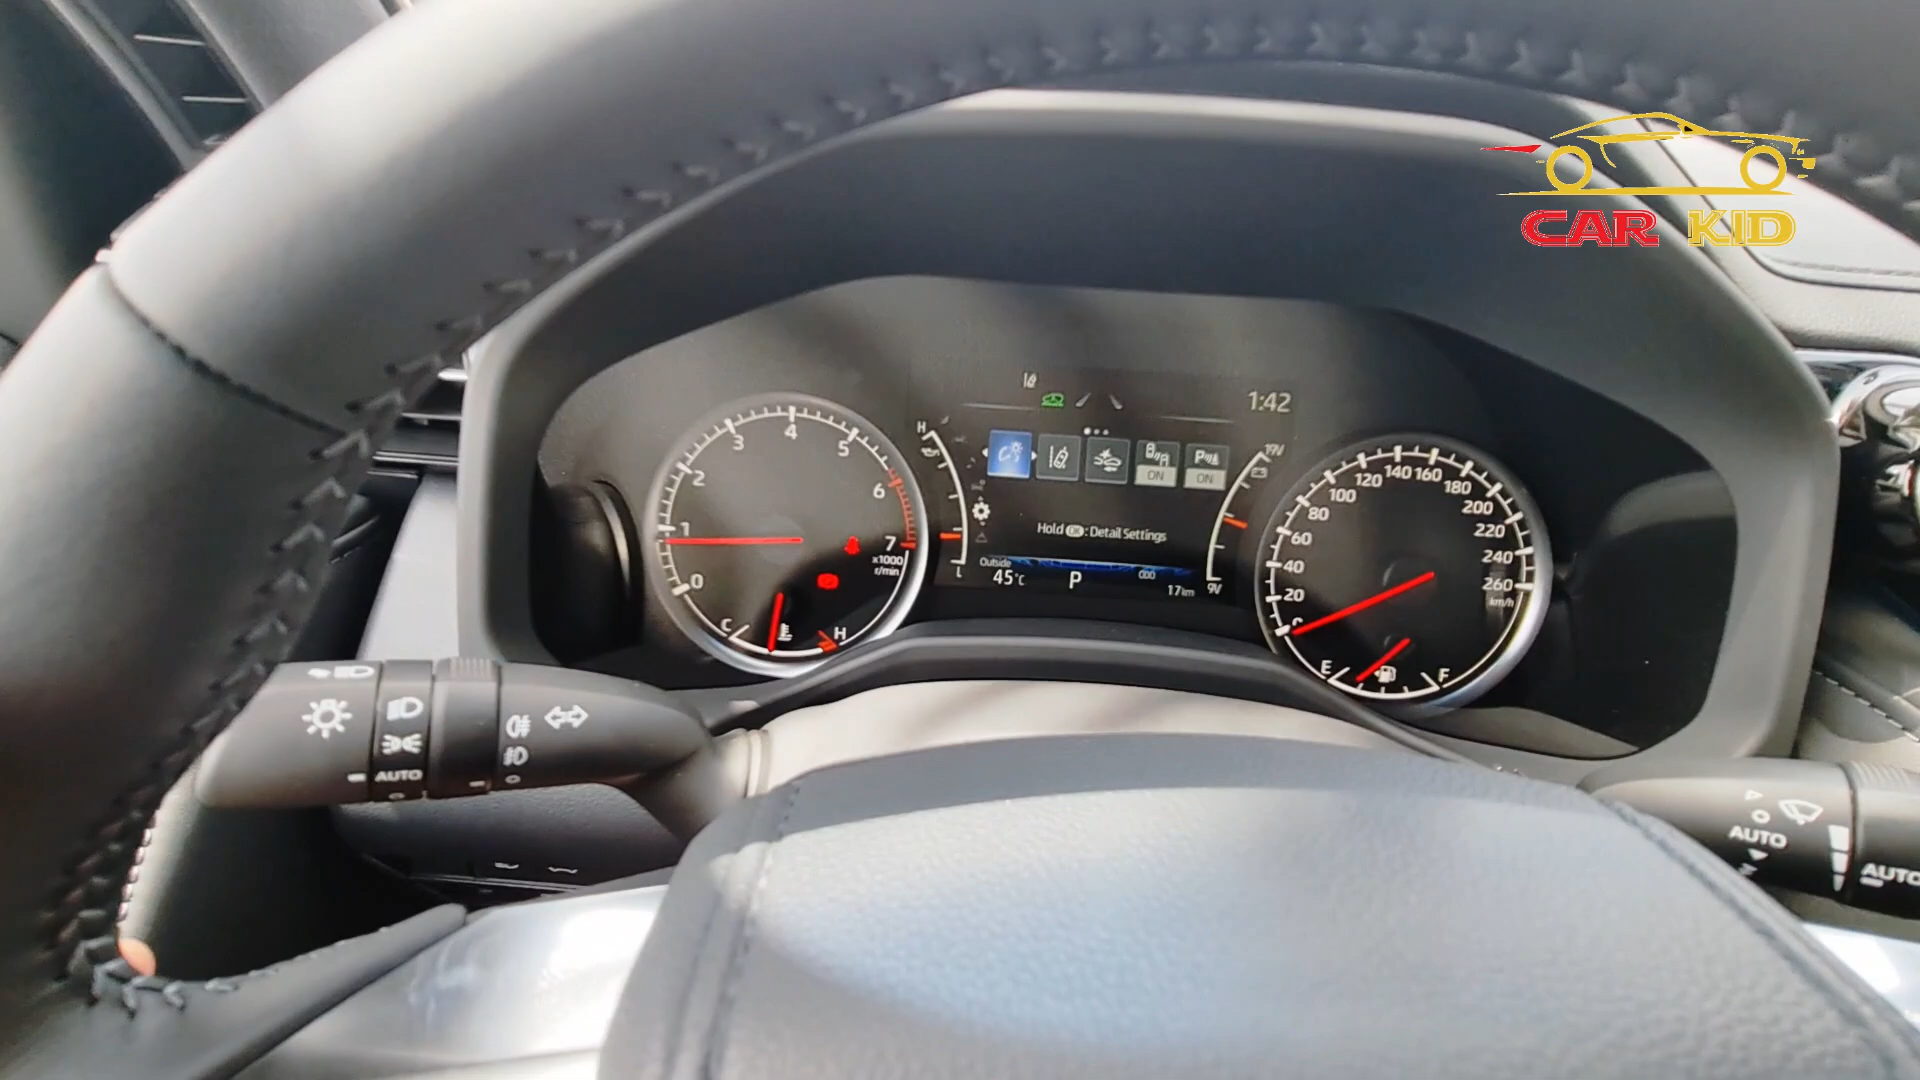 CAR KID
1:42
4
3
5
2
6
1
7
x1000
r/min
0
C
H
H
L
ON
ON
Hold OK : Detail Settings
Outside
45°C
P
000
17km
19V
9V
140 160
120
180
100
200
80
220
60
240
40
260
20
km/h
0
E
F
AUTO
AUTO
AUTO